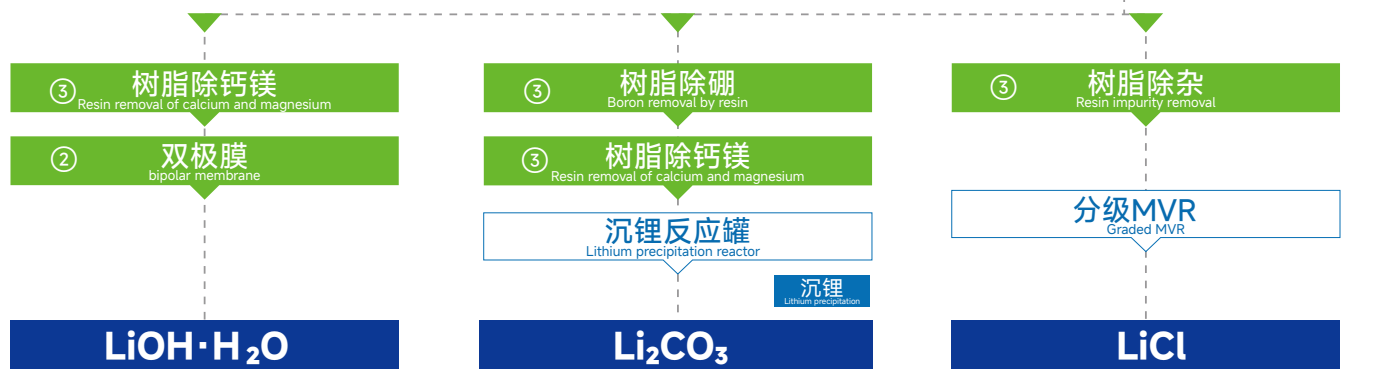 ③ 树脂除钙镁
Resin removal of calcium and magnesium
② 双极膜
bipolar membrane
LiOH·H₂O
③ 树脂除硼
Boron removal by resin
③ 树脂除钙镁
Resin removal of calcium and magnesium
沉锂反应罐
Lithium precipitation reactor
沉锂
Lithium precipitation
Li₂CO₃
③ 树脂除杂
Resin impurity removal
分级MVR
Graded MVR
LiCl